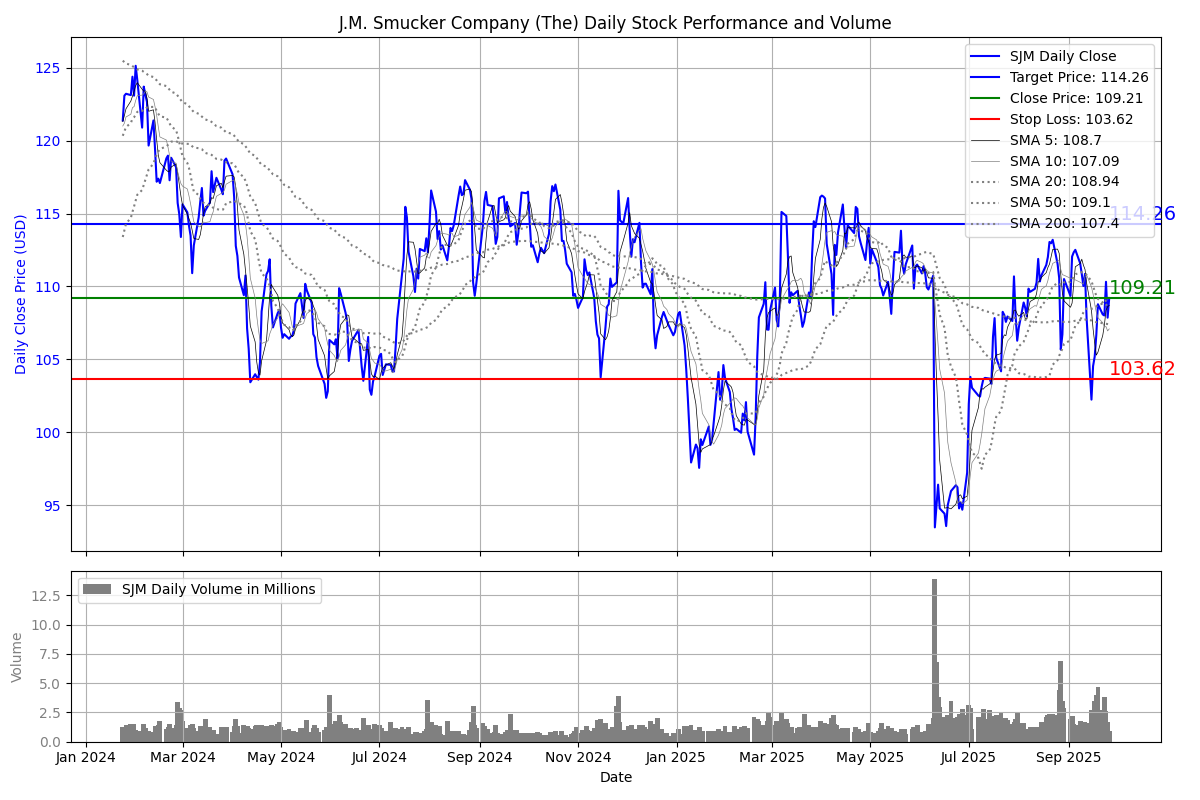 J.M. Smucker Company (The) Daily Stock Performance and Volume
Daily Close Price (USD)
125
120
115
110
105
100
95
SJM Daily Close
Target Price: 114.26
Close Price: 109.21
Stop Loss: 103.62
SMA 5: 108.7
SMA 10: 107.09
SMA 20: 108.94
SMA 50: 109.1
SMA 200: 107.4
114.26
109.21
103.62
Volume
12.5
10.0
7.5
5.0
2.5
0.0
SJM Daily Volume in Millions
Jan 2024 Mar 2024 May 2024 Jul 2024 Sep 2024 Nov 2024 Jan 2025 Mar 2025 May 2025 Jul 2025 Sep 2025
Date